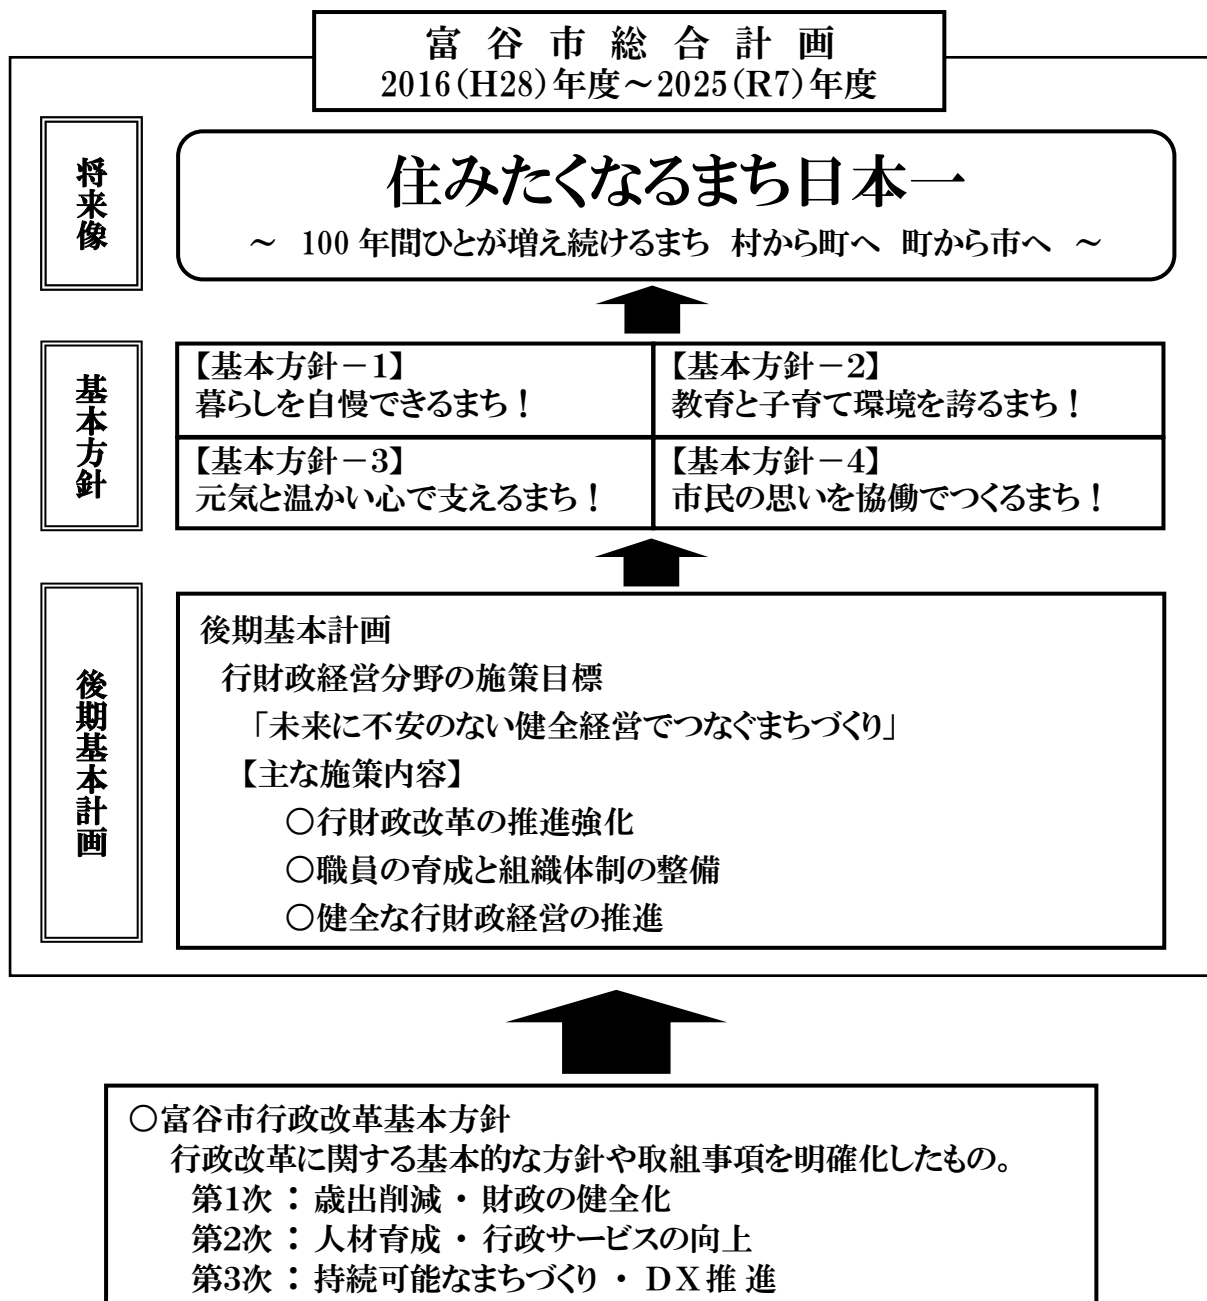 富谷市総合計画
2016(H28)年度～2025(R7)年度
将来像
住みたくなるまち日本一
～ 100 年間ひとが増え続けるまち 村から町へ 町から市へ ～
基本方針
【基本方針－1】
暮らしを自慢できるまち！
【基本方針－2】
教育と子育て環境を誇るまち！
【基本方針－3】
元気と温かい心で支えるまち！
【基本方針－4】
市民の思いを協働でつくるまち！
後期基本計画
後期基本計画
行財政経営分野の施策目標
「未来に不安のない健全経営でつなぐまちづくり」
【主な施策内容】
○行財政改革の推進強化
○職員の育成と組織体制の整備
○健全な行財政経営の推進
○富谷市行政改革基本方針
行政改革に関する基本的な方針や取組事項を明確化したもの。
第1次：歳出削減・財政の健全化
第2次：人材育成・行政サービスの向上
第3次：持続可能なまちづくり・DX推進